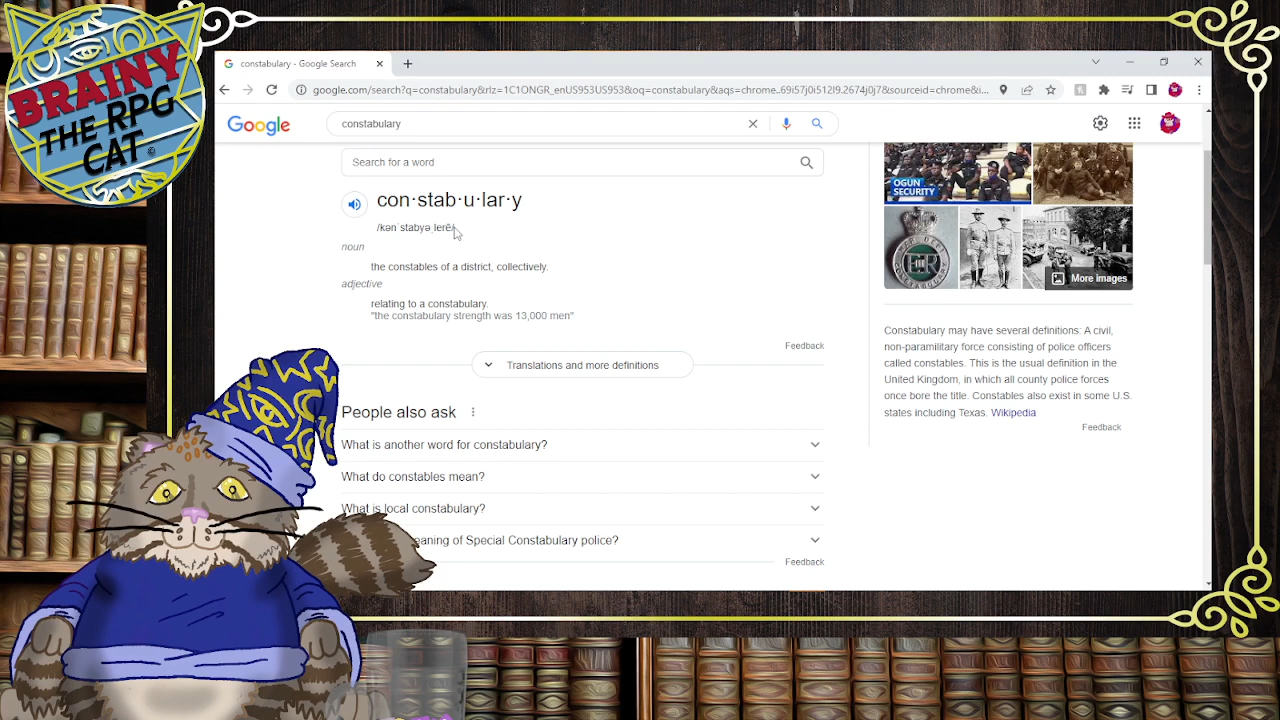 BRAINY
THE RPG
CAT
constabulary - Google Search
google.com/search?q=constabulary&rlz=1C1ONGR_enUS953US953&oq=constabulary&aqs=chrome..69i57j0i512l9.2674j0j7&sourceid=chrome&i...
Google
constabulary
Search for a word
con·stab·u·lar·y
/kənˈstabyəˌlerē/
noun
the constables of a district, collectively.
adjective
relating to a constabulary.
"the constabulary strength was 13,000 men"
Feedback
Translations and more definitions
People also ask
What is another word for constabulary?
What do constables mean?
What is local constabulary?
eaning of Special Constabulary police?
Feedback
OGUN
SECURITY
ER
More images
Constabulary may have several definitions: A civil,
non-paramilitary force consisting of police officers
called constables. This is the usual definition in the
United Kingdom, in which all county police forces
once bore the title. Constables also exist in some U.S.
states including Texas. Wikipedia
Feedback